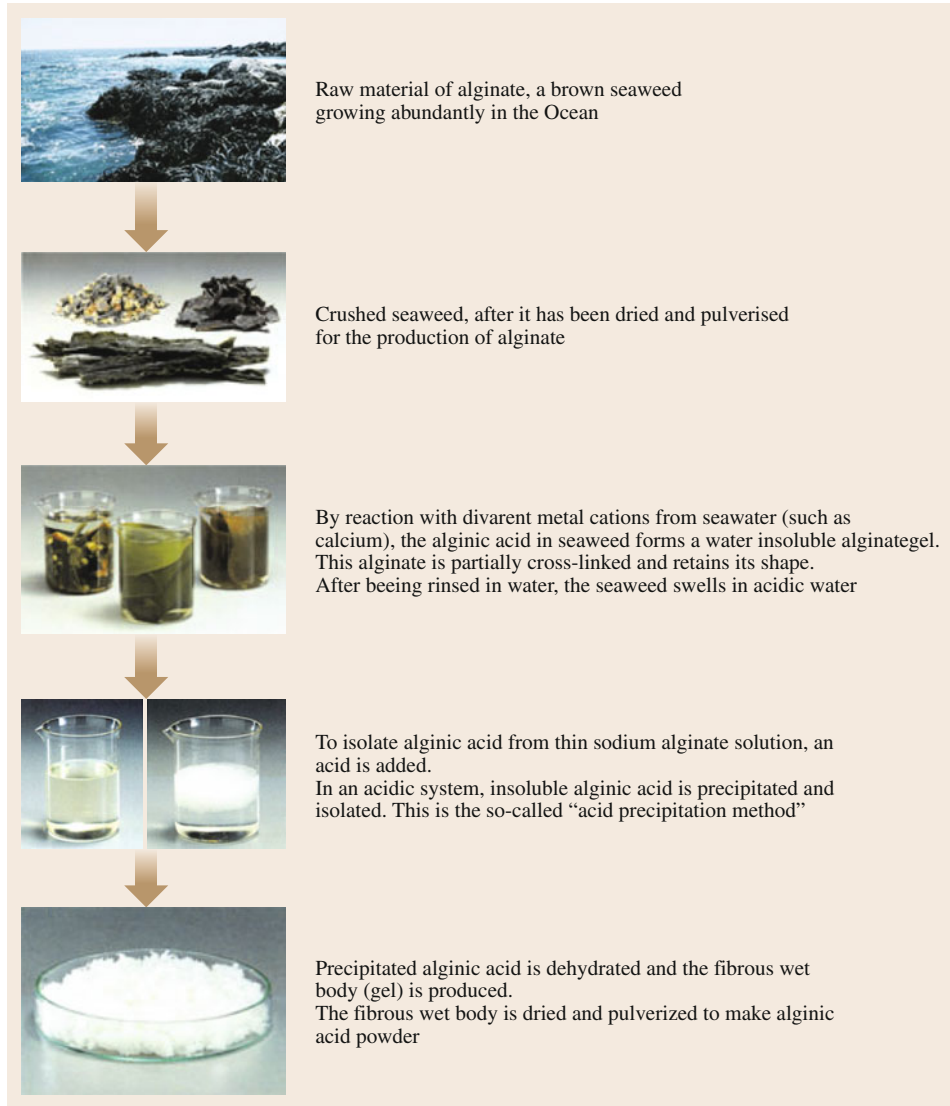 Raw material of alginate, a brown seaweed
growing abundantly in the Ocean
Crushed seaweed, after it has been dried and pulverised
for the production of alginate
By reaction with divarent metal cations from seawater (such as
calcium), the alginic acid in seaweed forms a water insoluble alginategel.
This alginate is partially cross-linked and retains its shape.
After beeing rinsed in water, the seaweed swells in acidic water
To isolate alginic acid from thin sodium alginate solution, an
acid is added.
In an acidic system, insoluble alginic acid is precipitated and
isolated. This is the so-called “acid precipitation method”
Precipitated alginic acid is dehydrated and the fibrous wet
body (gel) is produced.
The fibrous wet body is dried and pulverized to make alginic
acid powder